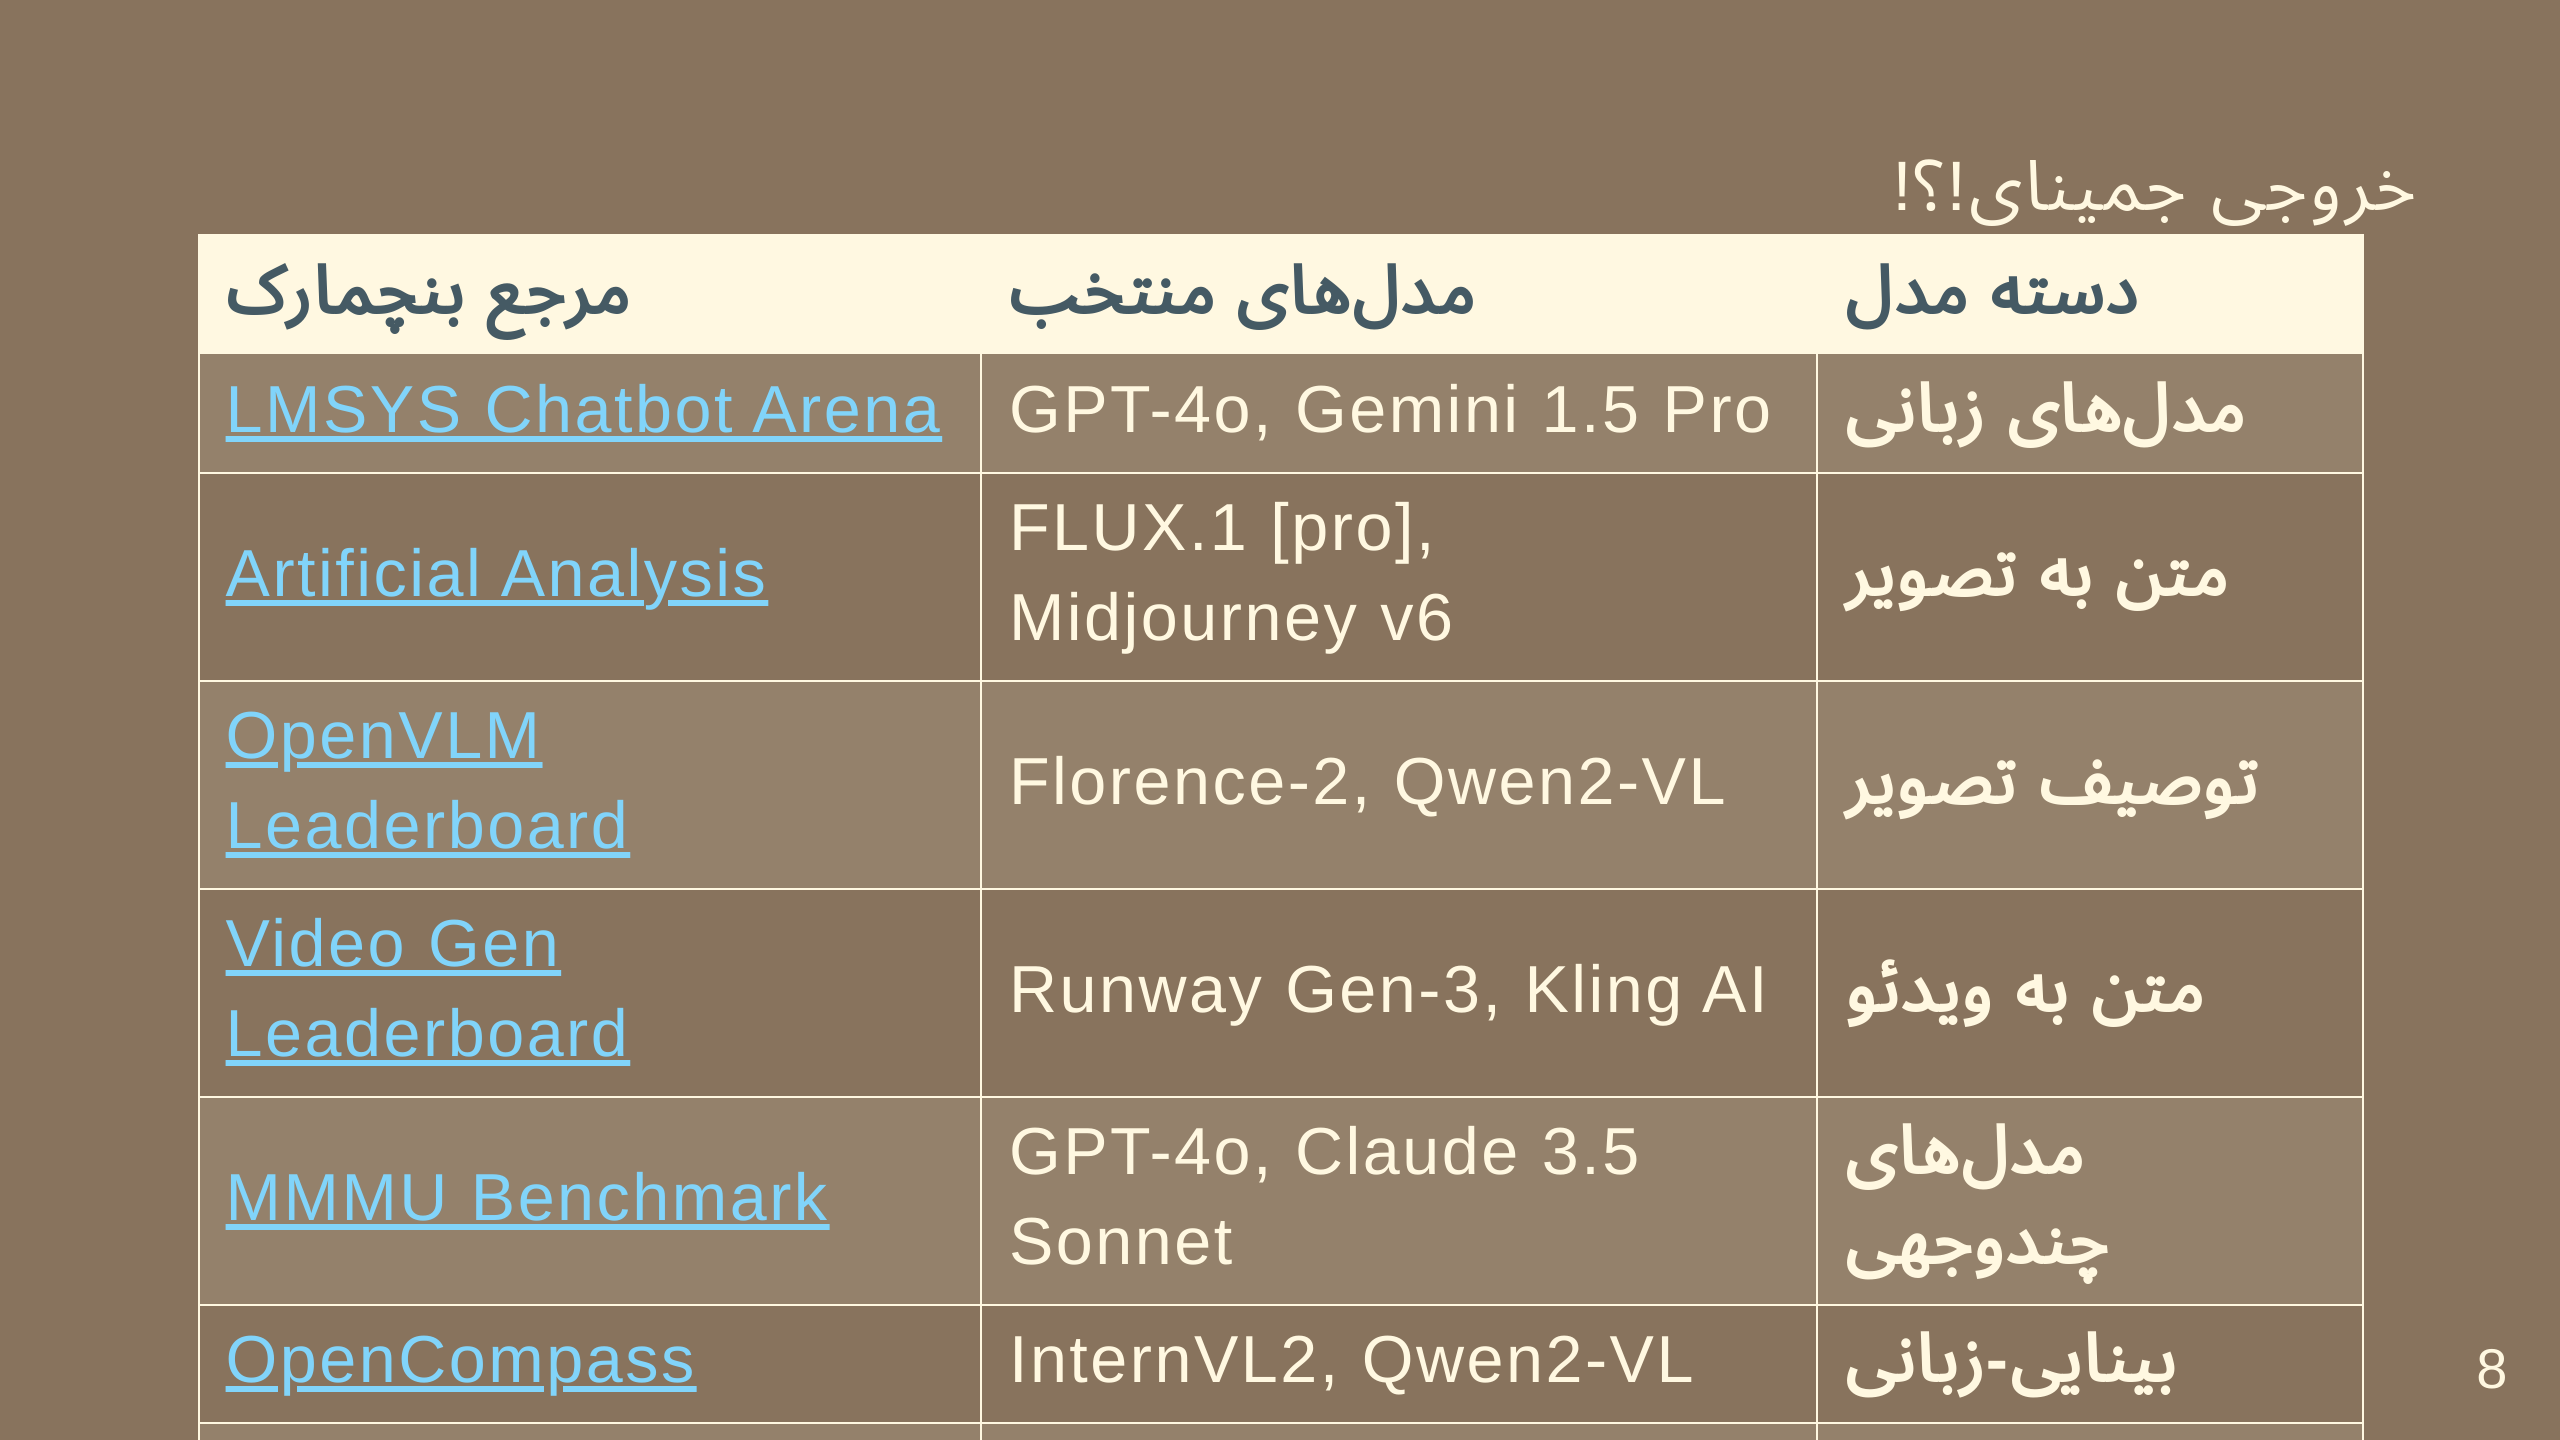 خروجی جمینای!؟!
دسته مدل
مدل‌های منتخب
مرجع بنچمارک
مدل‌های زبانی
GPT-4o, Gemini 1.5 Pro
LMSYS Chatbot Arena
متن به تصویر
FLUX.1 [pro],
Midjourney v6
Artificial Analysis
توصیف تصویر
Florence-2, Qwen2-VL
OpenVLM
Leaderboard
متن به ویدئو
Runway Gen-3, Kling AI
Video Gen
Leaderboard
مدل‌های
چندوجهی
GPT-4o, Claude 3.5
Sonnet
MMMU Benchmark
بینایی-زبانی
InternVL2, Qwen2-VL
OpenCompass
8